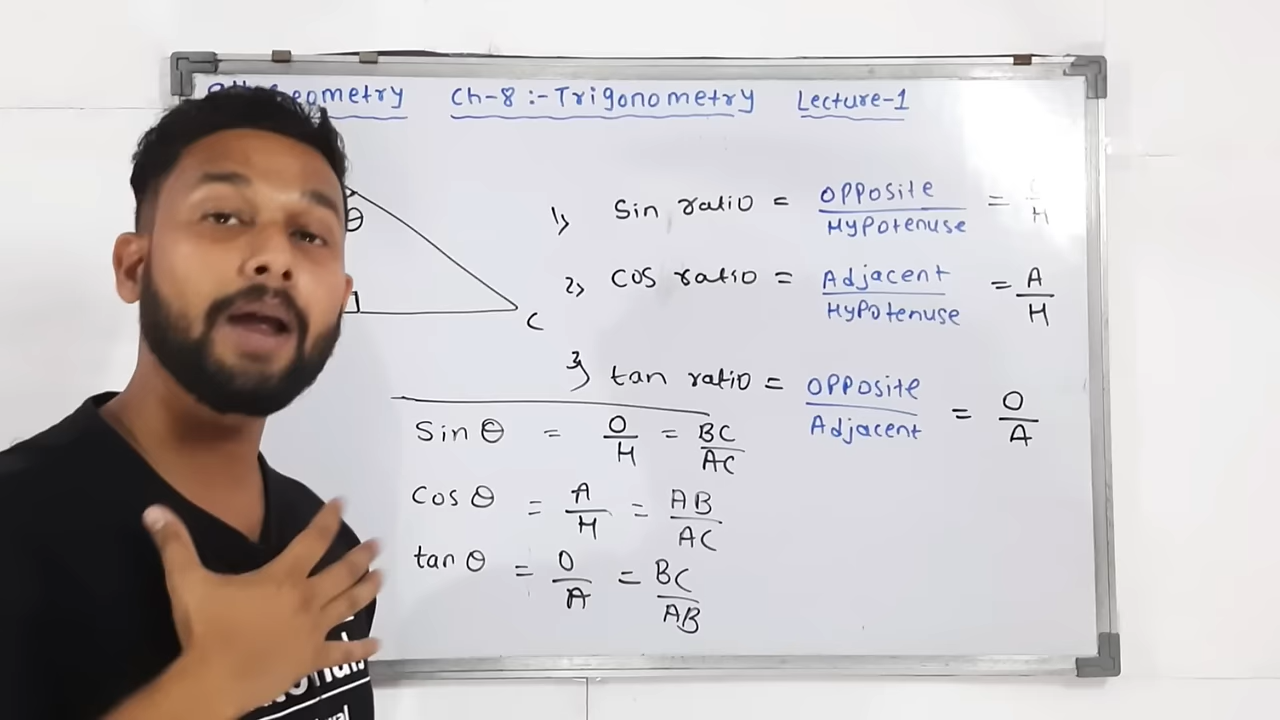 Ch-8 :- Trigonometry Lecture-1
θ
C
1) Sin ratio = Opposite / Hypotenuse = / H
2) Cos ratio = Adjacent / Hypotenuse = A / H
3) tan ratio = Opposite / Adjacent = O / A
Sin θ = O / H = BC / AC
Cos θ = A / H = AB / AC
tan θ = O / A = BC / AB